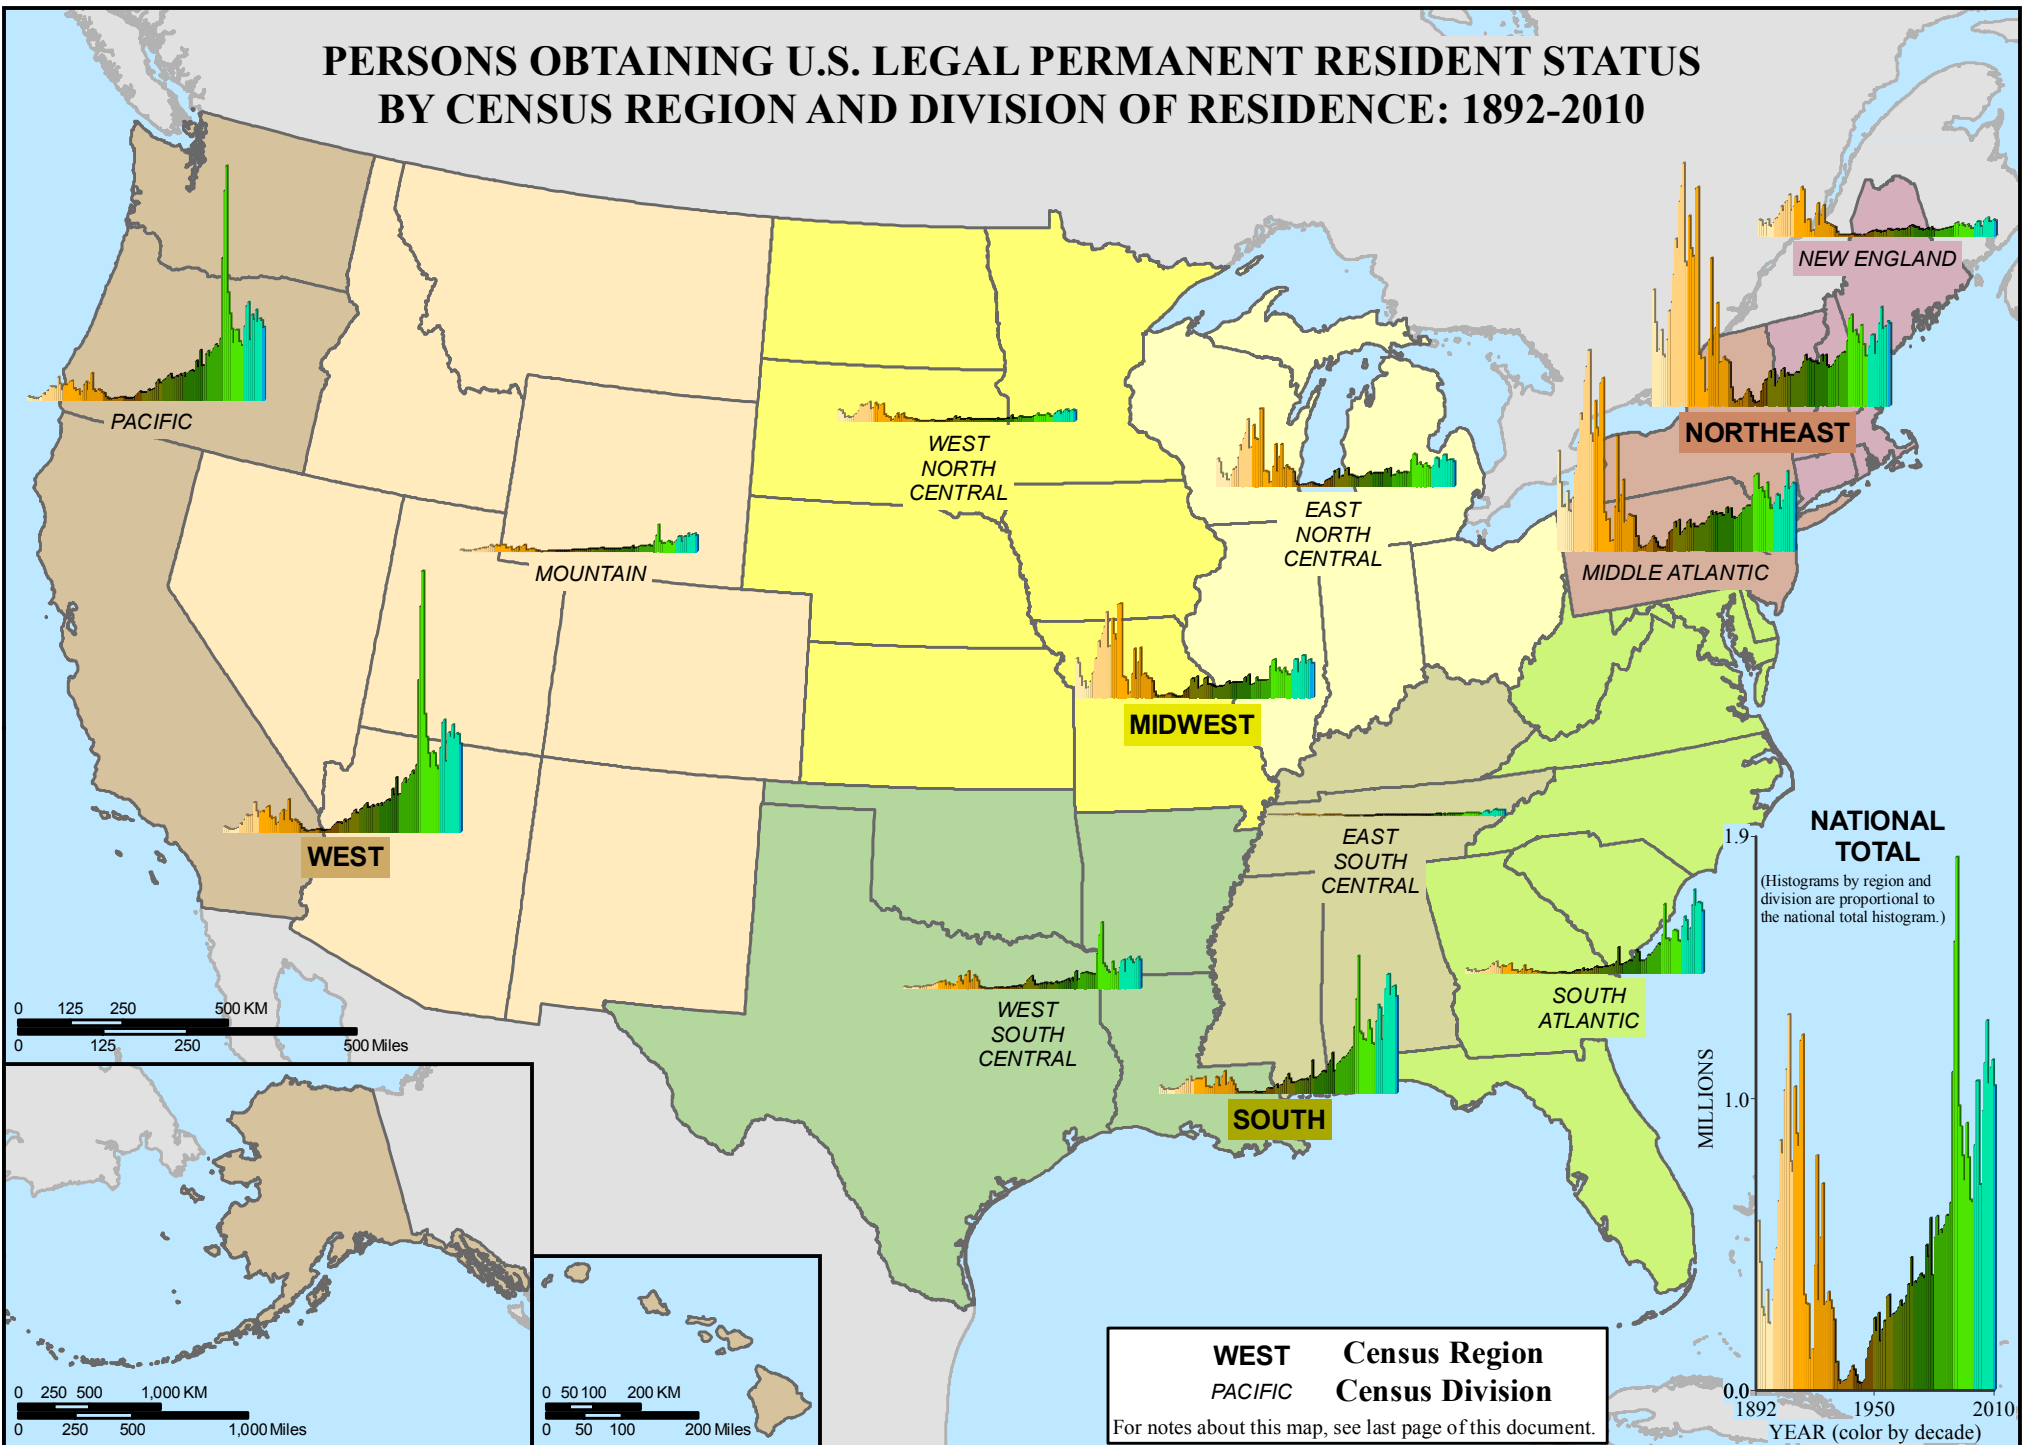 PERSONS OBTAINING U.S. LEGAL PERMANENT RESIDENT STATUS
BY CENSUS REGION AND DIVISION OF RESIDENCE: 1892-2010
NEW ENGLAND
PACIFIC
NORTHEAST
WEST
NORTH
CENTRAL
EAST
NORTH
CENTRAL
MOUNTAIN
MIDDLE ATLANTIC
MIDWEST
WEST
EAST
SOUTH
CENTRAL
NATIONAL
TOTAL
(Histograms by region and
division are proportional to
the national total histogram.)
1.9
1.0
0.0
MILLIONS
1892 1950 2010
YEAR (color by decade)
SOUTH
ATLANTIC
WEST
SOUTH
CENTRAL
SOUTH
0 125 250 500 KM
0 125 250 500 Miles
0 250 500 1,000 KM
0 250 500 1,000 Miles
0 50 100 200 KM
0 50 100 200 Miles
WEST Census Region
PACIFIC Census Division
For notes about this map, see last page of this document.